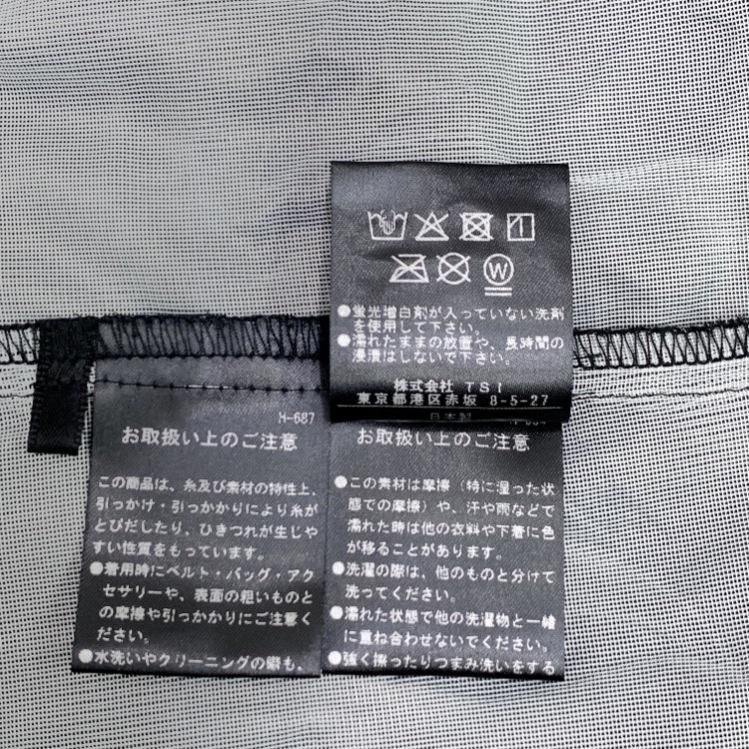 W
●蛍光増白剤が入っていない洗剤
を使用して下さい。
●濡れたままの放置や、長時間の
浸漬はしないで下さい。
株式会社 TSI
東京都港区赤坂 8-5-27
日本製
H-687
お取扱い上のご注意
この商品は、糸及び素材の特性上、
引っかけ・引っかかりにより糸が
とびだしたり、ひきつれが生じや
すい性質をもっています。
●着用時にベルト・バッグ・アク
セサリーや、表面の粗いものと
の摩擦や引っかかりにご注意く
ださい。
●水洗いやクリーニングの際も、
お取扱い上のご注意
●この素材は摩擦（特に湿った状
態での摩擦）や、汗や雨などで
濡れた時は他の衣料や下着に色
が移ることがあります。
●洗濯の際は、他のものと分けて
洗ってください。
●濡れた状態で他の洗濯物と一緒
に重ね合わせないでください。
●強く擦ったりつまみ洗いをする